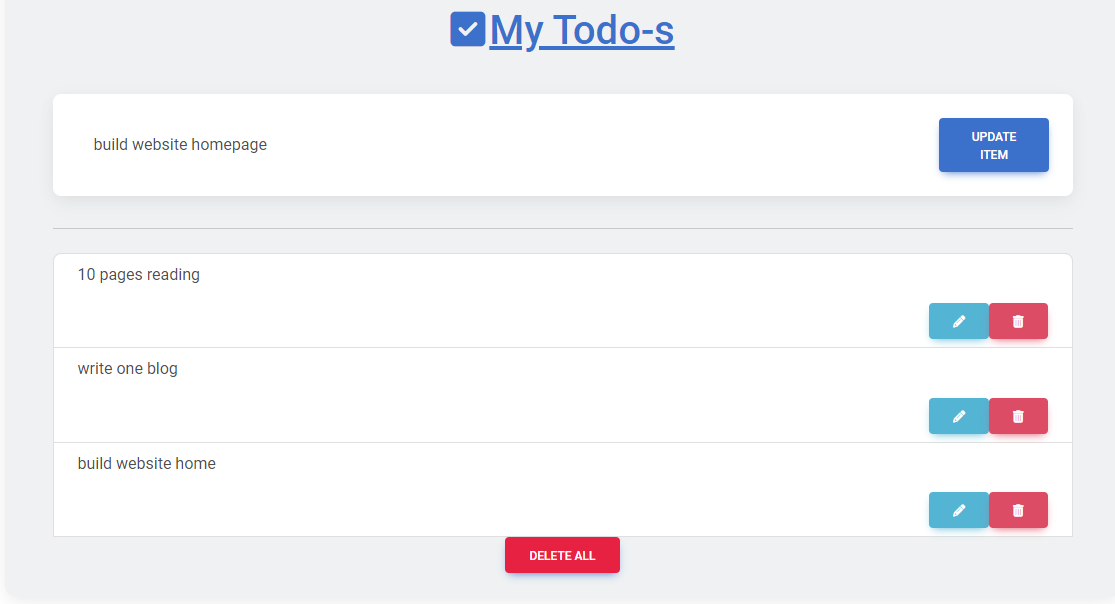 My Todo-s
build website homepage
UPDATE
ITEM
10 pages reading
write one blog
build website home
DELETE ALL